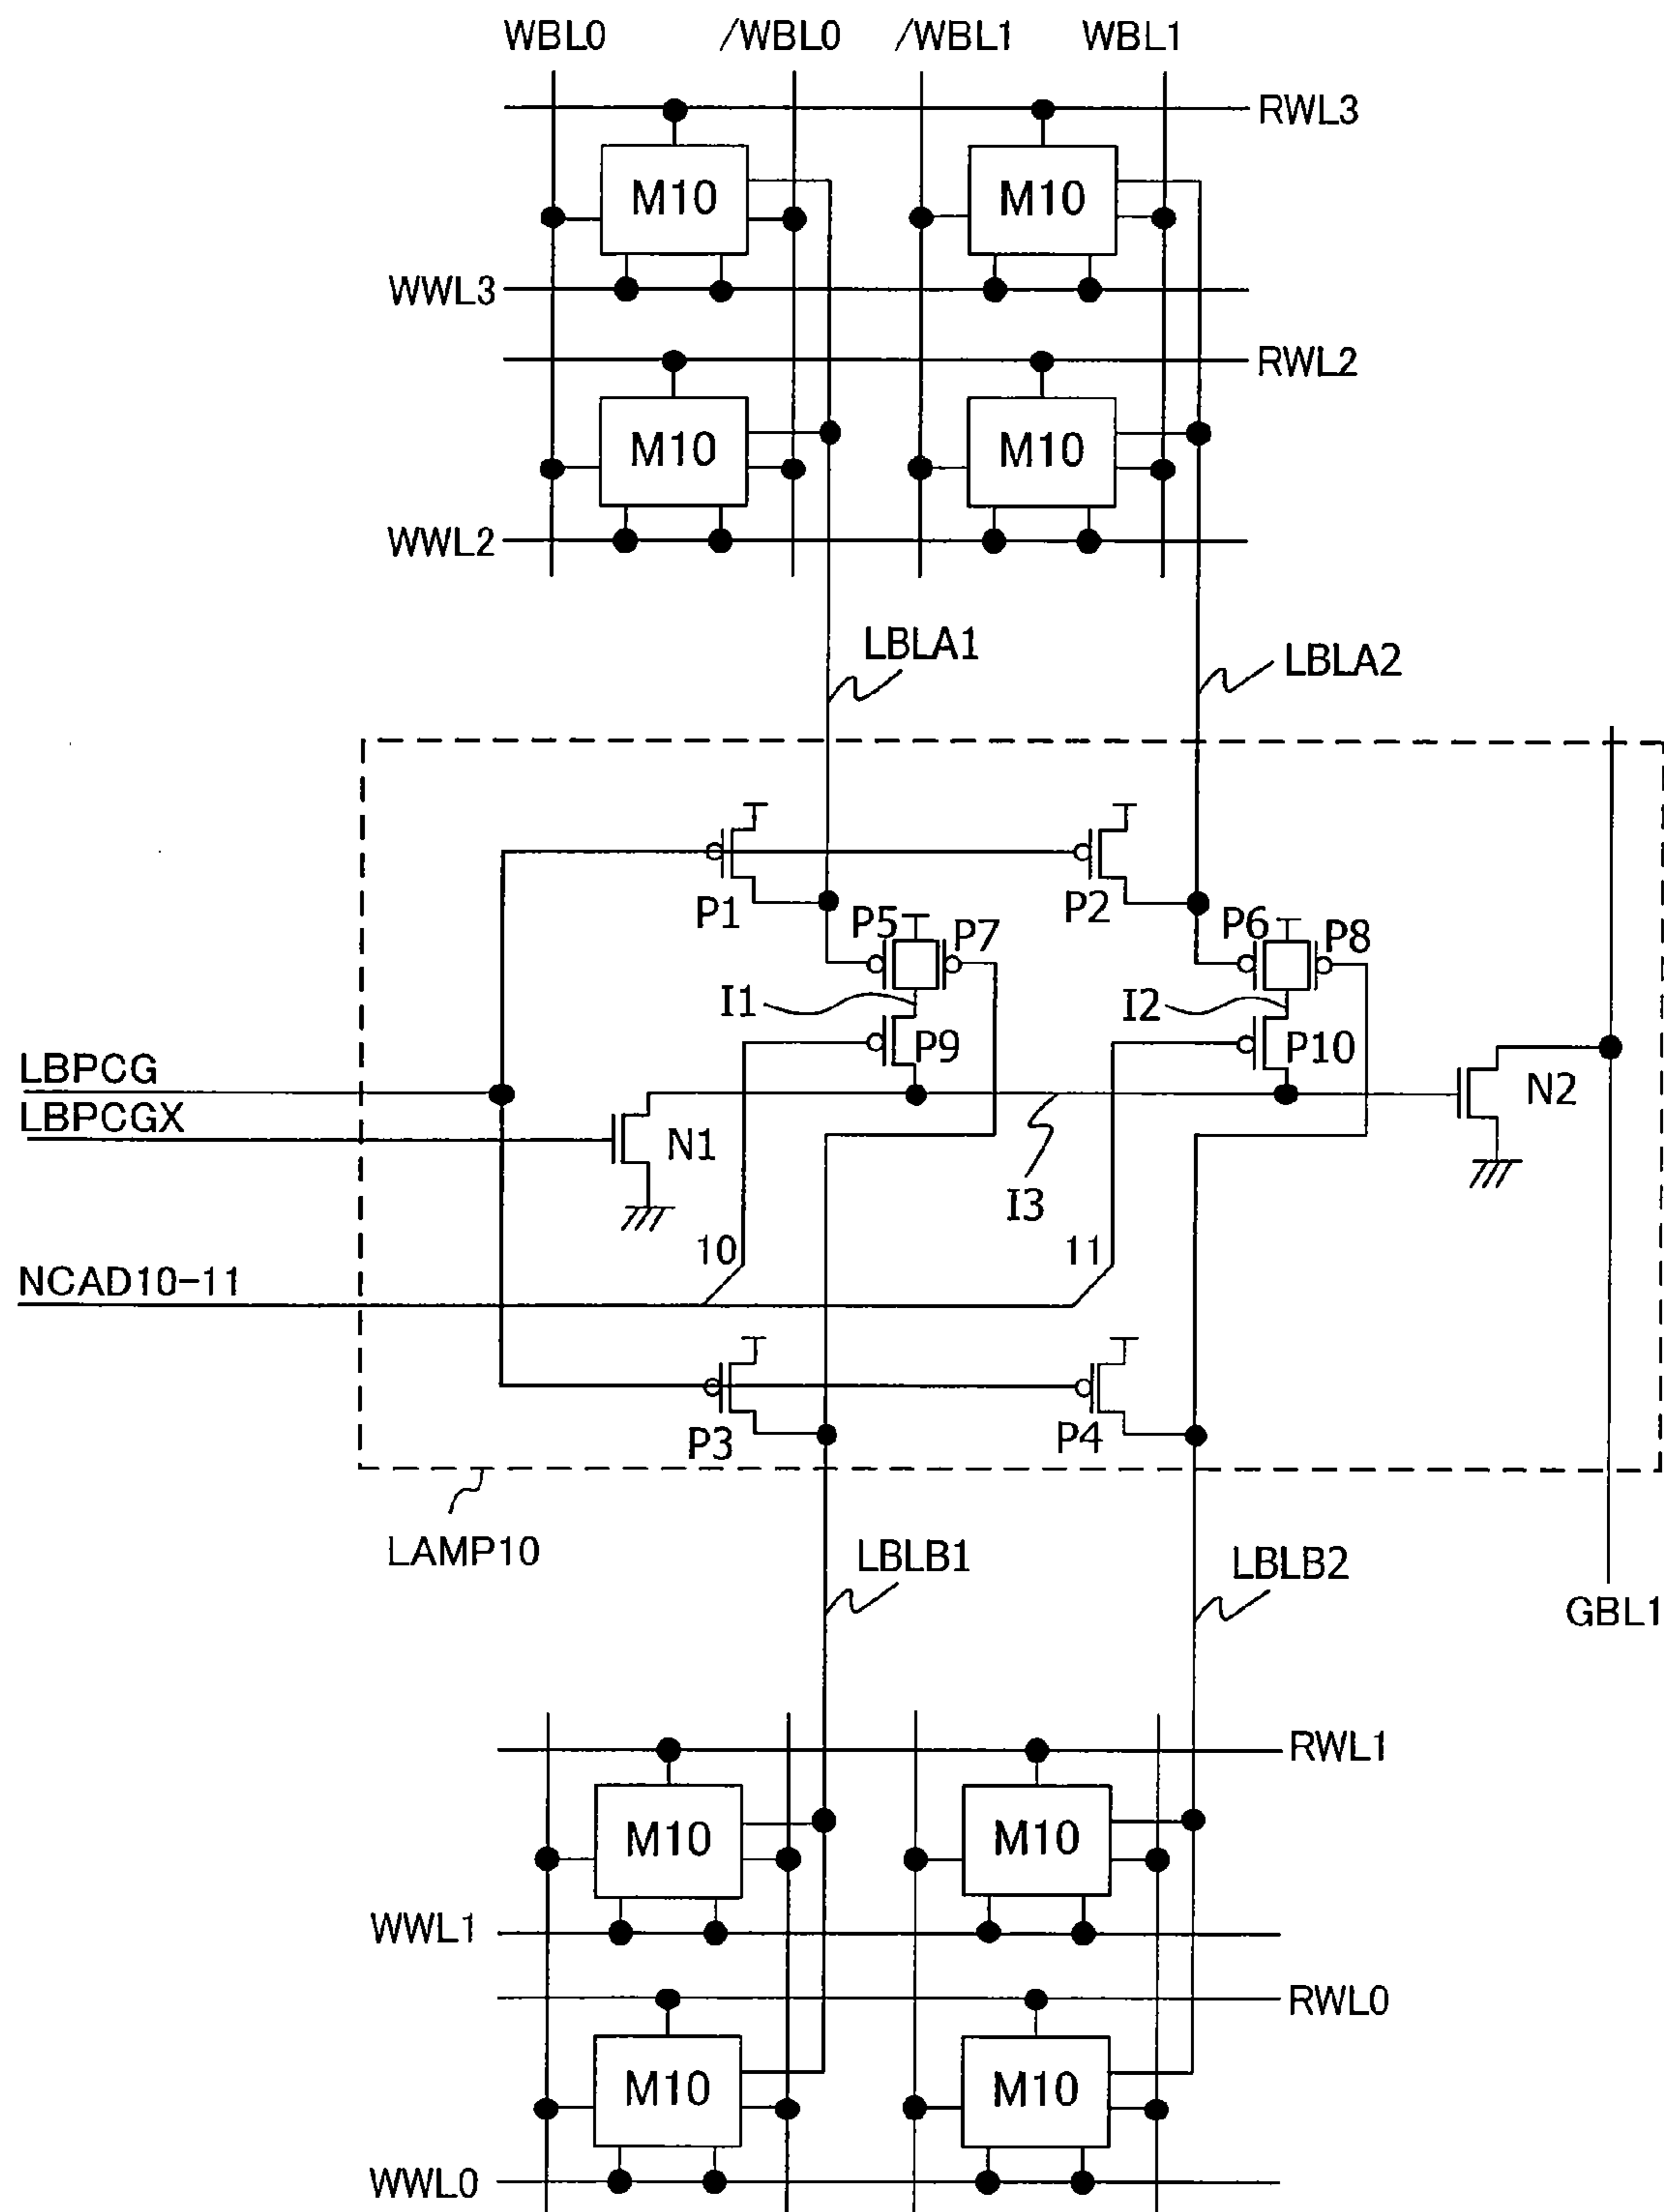 WBL0 /WBL0 /WBL1 WBL1
RWL3
M10 M10
WWL3
RWL2
M10 M10
WWL2
LBLA1 LBLA2
P1 P2
P5 P7 P6 P8
I1 I2
P9 P10
LBPCG
LBPCGX
N1 N2
I3
10 11
NCAD10-11
P3 P4
LAMP10
LBLB1 LBLB2
GBL1
RWL1
M10 M10
WWL1
RWL0
M10 M10
WWL0